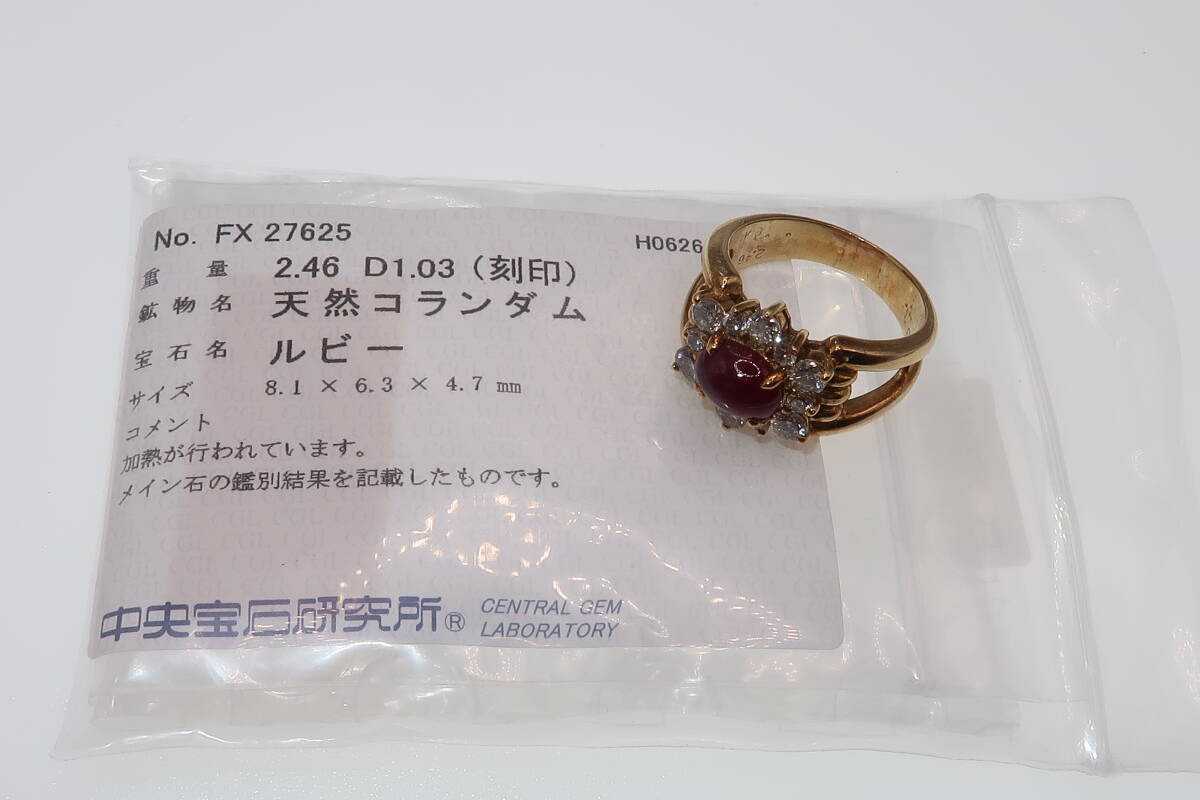 No. FX 27625
H0626
重量 2.46 D1.03（刻印）
鉱物名 天然コランダム
宝石名 ルビー
サイズ 8.1 × 6.3 × 4.7 mm
コメント
加熱が行われています。
メイン石の鑑別結果を記載したものです。
中央宝石研究所® CENTRAL GEM
LABORATORY